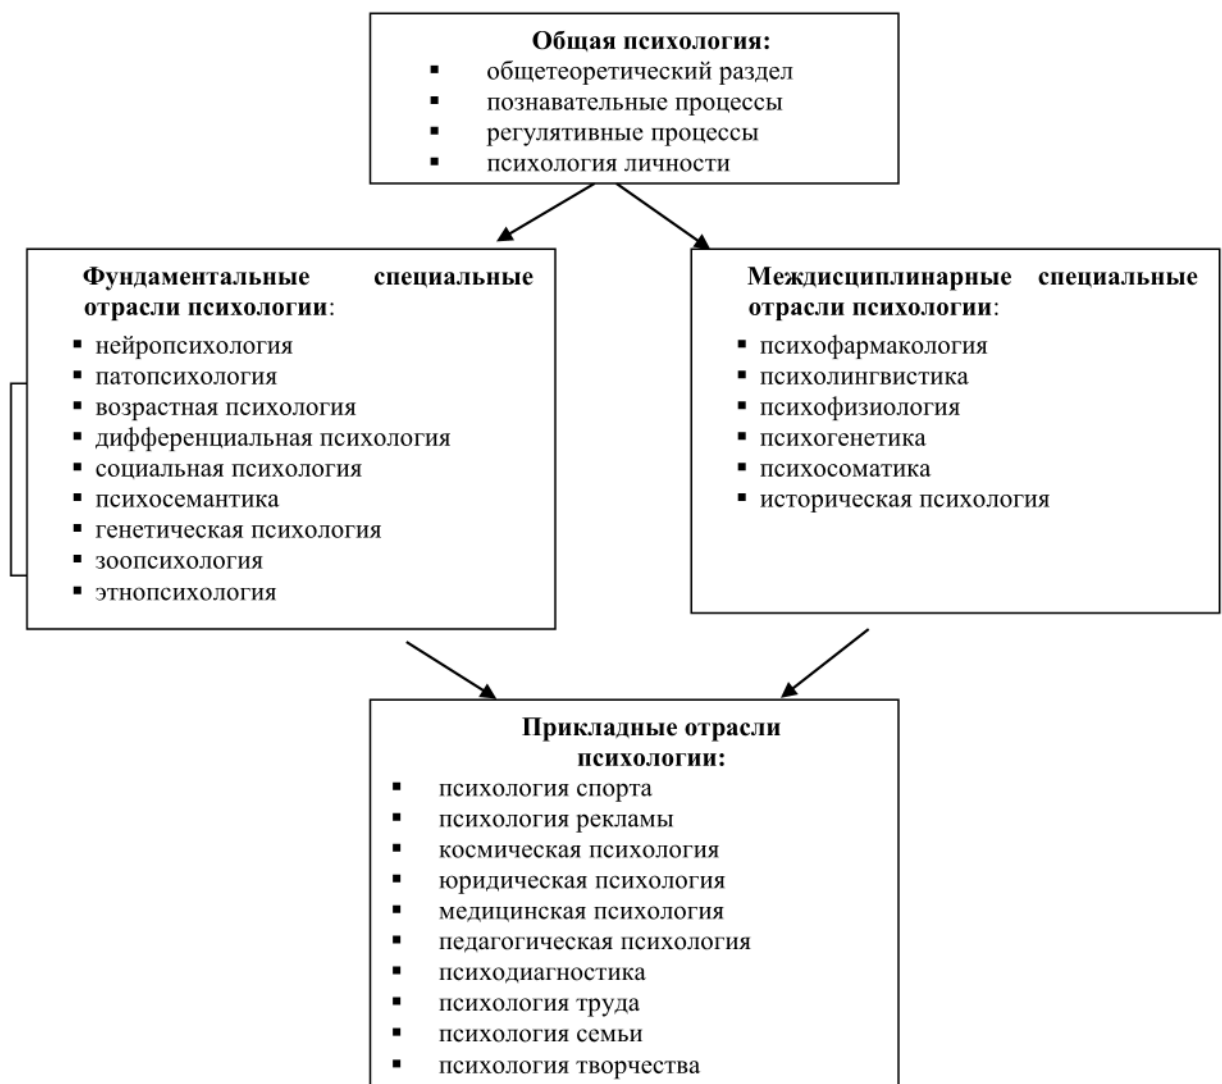 Общая психология:
▪ общетеоретический раздел
▪ познавательные процессы
▪ регулятивные процессы
▪ психология личности
Фундаментальные специальные
отрасли психологии:
▪ нейропсихология
▪ патопсихология
▪ возрастная психология
▪ дифференциальная психология
▪ социальная психология
▪ психосемантика
▪ генетическая психология
▪ зоопсихология
▪ этнопсихология
Междисциплинарные специальные
отрасли психологии:
▪ психофармакология
▪ психолингвистика
▪ психофизиология
▪ психогенетика
▪ психосоматика
▪ историческая психология
Прикладные отрасли
психологии:
▪ психология спорта
▪ психология рекламы
▪ космическая психология
▪ юридическая психология
▪ медицинская психология
▪ педагогическая психология
▪ психодиагностика
▪ психология труда
▪ психология семьи
▪ психология творчества